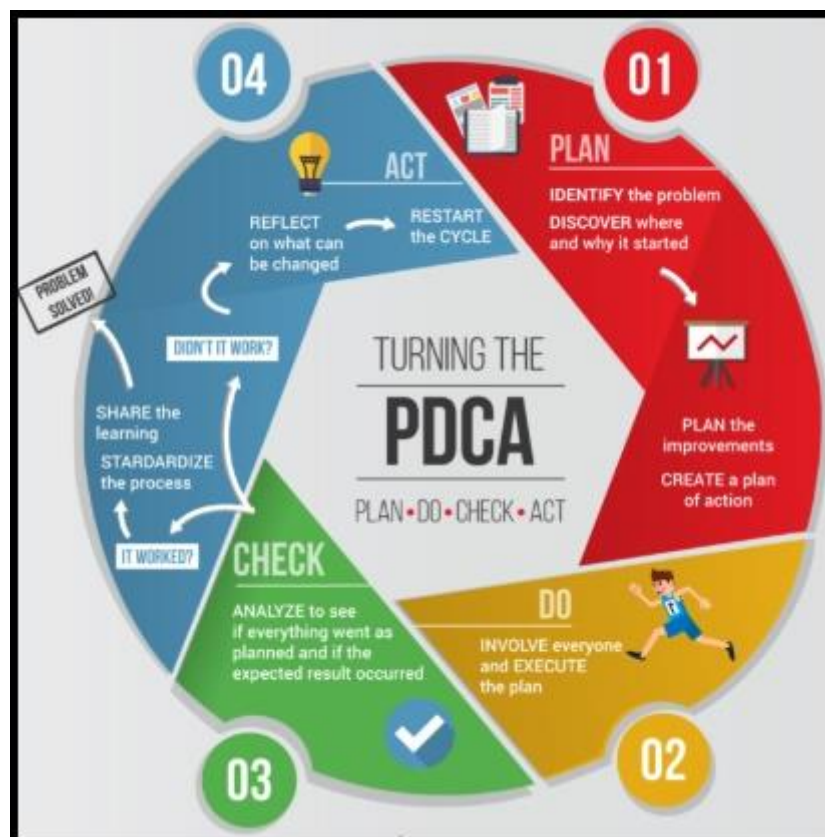 01
PLAN
IDENTIFY the problem
DISCOVER where
and why it started
PLAN the
improvements
CREATE a plan
of action
02
DO
INVOLVE everyone
and EXECUTE
the plan
03
CHECK
ANALYZE to see
if everything went as
planned and if the
expected result occurred
04
ACT
IT WORKED?
STARDARDIZE
the process
SHARE the
learning
PROBLEM
SOLVED!
DIDN'T IT WORK?
REFLECT
on what can
be changed
RESTART
the CYCLE
TURNING THE
PDCA
PLAN•DO•CHECK•ACT